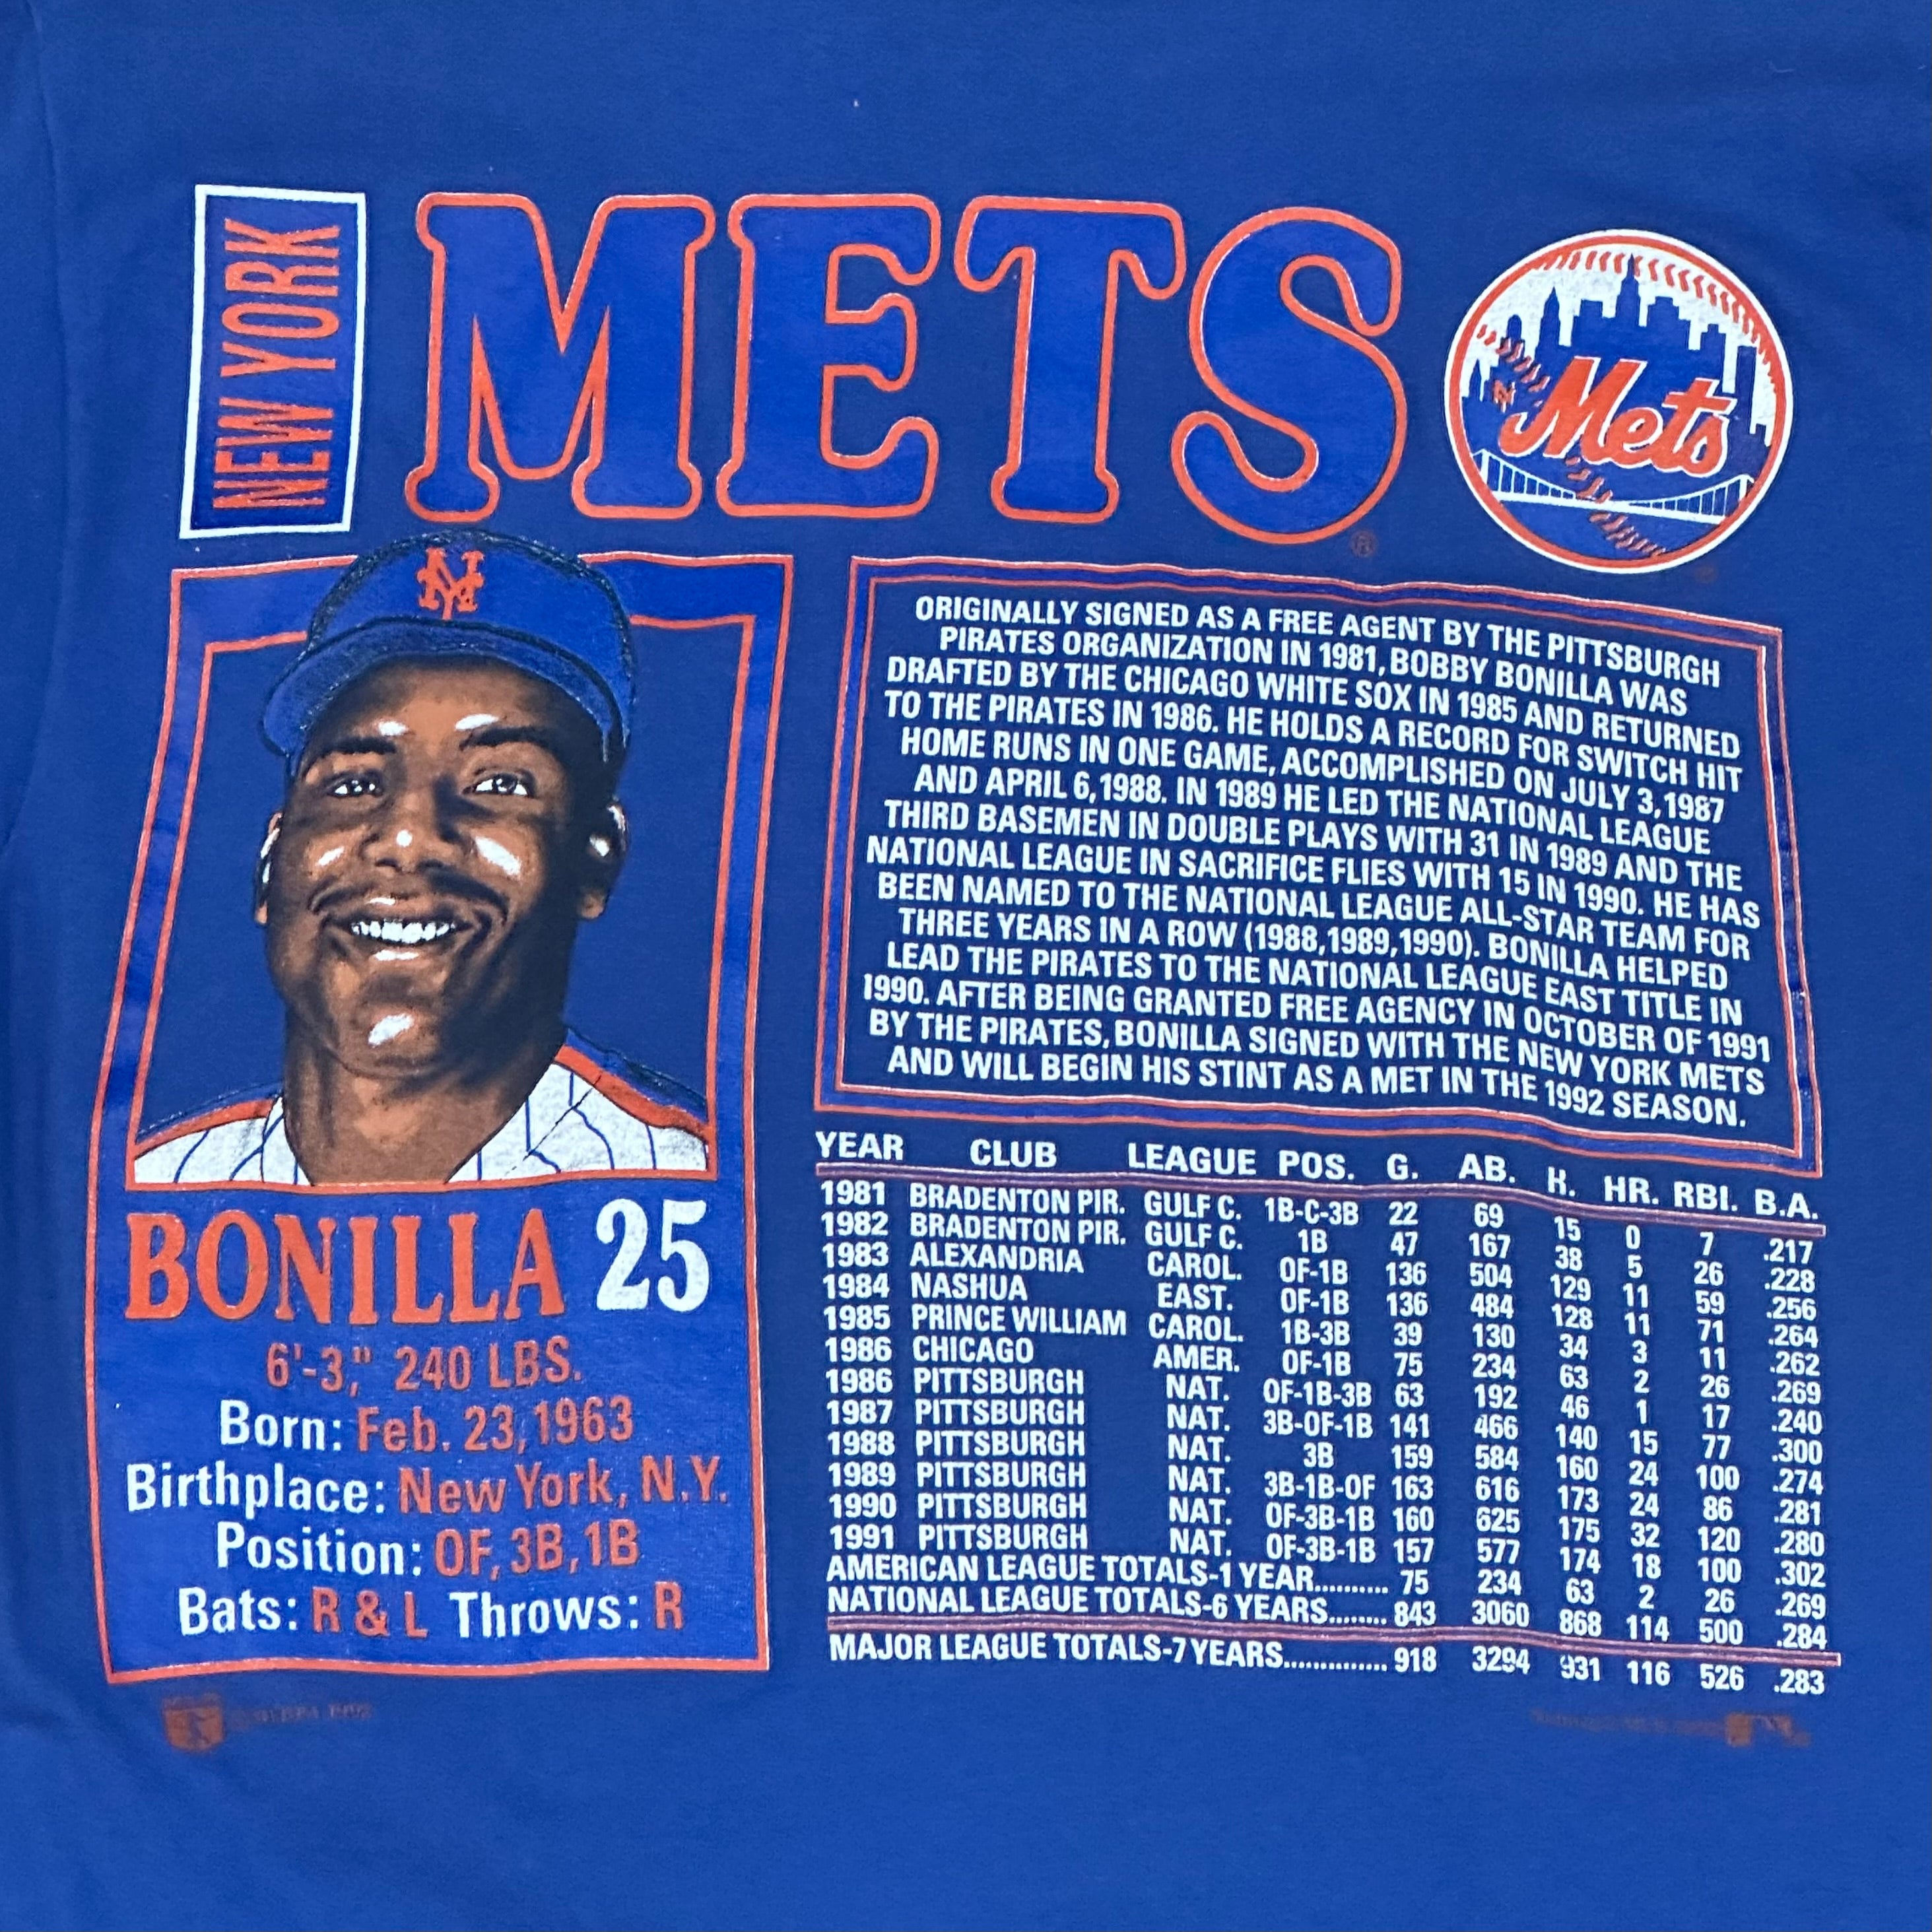 NEW YORK
METS
®
Mets
NY
NY
ORIGINALLY SIGNED AS A FREE AGENT BY THE PITTSBURGH
PIRATES ORGANIZATION IN 1981, BOBBY BONILLA WAS
DRAFTED BY THE CHICAGO WHITE SOX IN 1985 AND RETURNED
TO THE PIRATES IN 1986. HE HOLDS A RECORD FOR SWITCH HIT
HOME RUNS IN ONE GAME, ACCOMPLISHED ON JULY 3, 1987
AND APRIL 6, 1988. IN 1989 HE LED THE NATIONAL LEAGUE
THIRD BASEMEN IN DOUBLE PLAYS WITH 31 IN 1989 AND THE
NATIONAL LEAGUE IN SACRIFICE FLIES WITH 15 IN 1990. HE HAS
BEEN NAMED TO THE NATIONAL LEAGUE ALL-STAR TEAM FOR
THREE YEARS IN A ROW (1988,1989,1990). BONILLA HELPED
LEAD THE PIRATES TO THE NATIONAL LEAGUE EAST TITLE IN
1990. AFTER BEING GRANTED FREE AGENCY IN OCTOBER OF 1991
BY THE PIRATES, BONILLA SIGNED WITH THE NEW YORK METS
AND WILL BEGIN HIS STINT AS A MET IN THE 1992 SEASON.
BONILLA 25
6'-3," 240 LBS.
Born: Feb. 23, 1963
Birthplace: New York, N.Y.
Position: OF, 3B, 1B
Bats: R & L Throws: R
YEAR CLUB LEAGUE POS. G. AB. H. HR. RBI. B.A.
1981 BRADENTON PIR. GULF C. 1B-C-3B 22 69 15 0 7 .217
1982 BRADENTON PIR. GULF C. 1B 47 167 38 5 26 .228
1983 ALEXANDRIA CAROL. OF-1B 136 504 129 11 59 .256
1984 NASHUA EAST. OF-1B 136 484 128 11 71 .264
1985 PRINCE WILLIAM CAROL. 1B-3B 39 130 34 3 11 .262
1986 CHICAGO AMER. OF-1B 75 234 63 2 26 .269
1986 PITTSBURGH NAT. OF-1B-3B 63 192 46 1 17 .240
1987 PITTSBURGH NAT. 3B-OF-1B 141 466 140 15 77 .300
1988 PITTSBURGH NAT. 3B 159 584 160 24 100 .274
1989 PITTSBURGH NAT. 3B-1B-OF 163 616 173 24 86 .281
1990 PITTSBURGH NAT. OF-3B-1B 160 625 175 32 120 .280
1991 PITTSBURGH NAT. OF-3B-1B 157 577 174 18 100 .302
AMERICAN LEAGUE TOTALS-1 YEAR.......... 75 234 63 2 26 .269
NATIONAL LEAGUE TOTALS-6 YEARS........ 843 3060 868 114 500 .284
MAJOR LEAGUE TOTALS-7 YEARS.............. 918 3294 931 116 526 .283